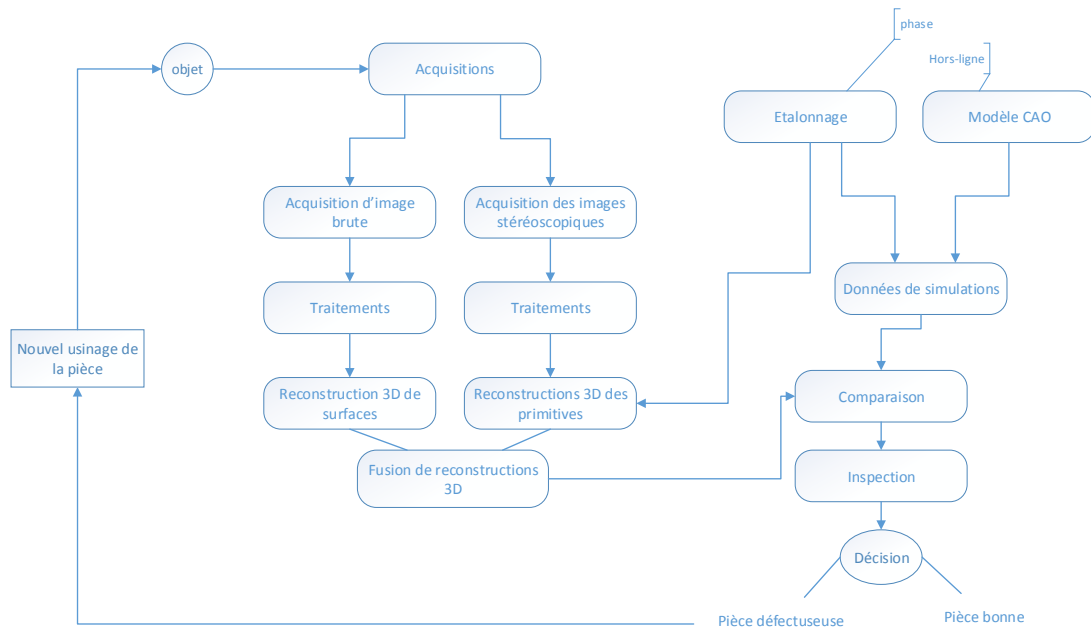 phase
Hors-ligne
objet
Acquisitions
Etalonnage
Modèle CAO
Acquisition d'image
brute
Acquisition des images
stéréoscopiques
Données de simulations
Traitements
Traitements
Nouvel usinage de
la pièce
Reconstruction 3D de
surfaces
Reconstructions 3D des
primitives
Comparaison
Fusion de reconstructions
3D
Inspection
Décision
Pièce défectuseuse
Pièce bonne